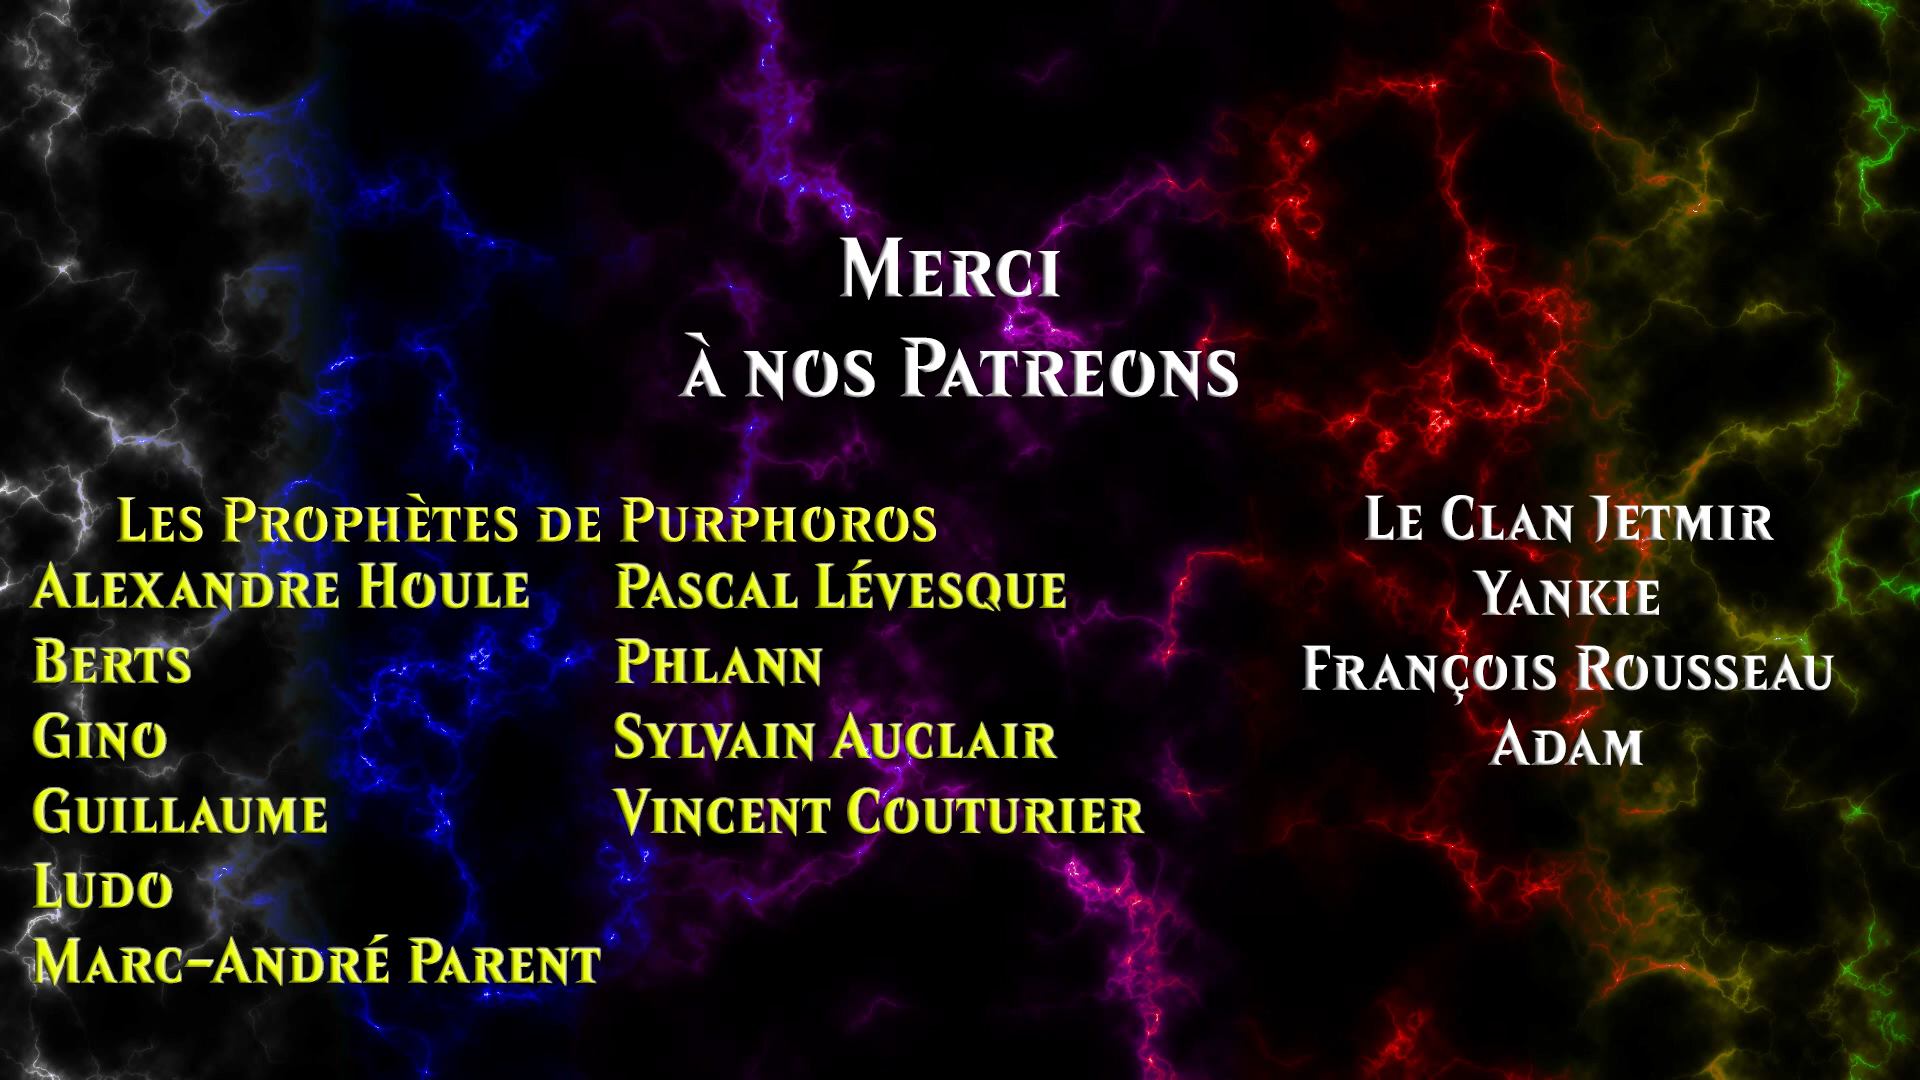 Merci
à nos Patreons
Les Prophètes de Purphoros
Alexandre Houle
Berts
Gino
Guillaume
Ludo
Marc-André Parent
Pascal Lévesque
Phlann
Sylvain Auclair
Vincent Couturier
Le Clan Jetmir
Yankie
François Rousseau
Adam